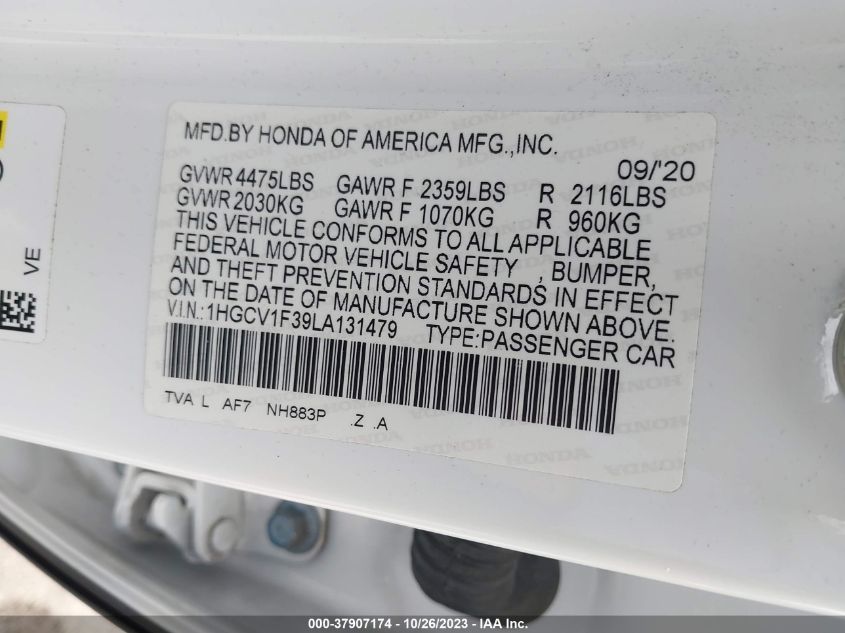 MFD.BY HONDA OF AMERICA MFG.,INC.
09/'20
GVWR 4475LBS GAWR F 2359LBS R 2116LBS
GVWR 2030KG GAWR F 1070KG R 960KG
THIS VEHICLE CONFORMS TO ALL APPLICABLE
FEDERAL MOTOR VEHICLE SAFETY , BUMPER,
AND THEFT PREVENTION STANDARDS IN EFFECT
ON THE DATE OF MANUFACTURE SHOWN ABOVE.
V.I.N.:1HGCV1F39LA131479 TYPE:PASSENGER CAR
TVA L AF7 NH883P .Z .A
VE
000-37907174 | 10/26/2023 - IAA Inc.